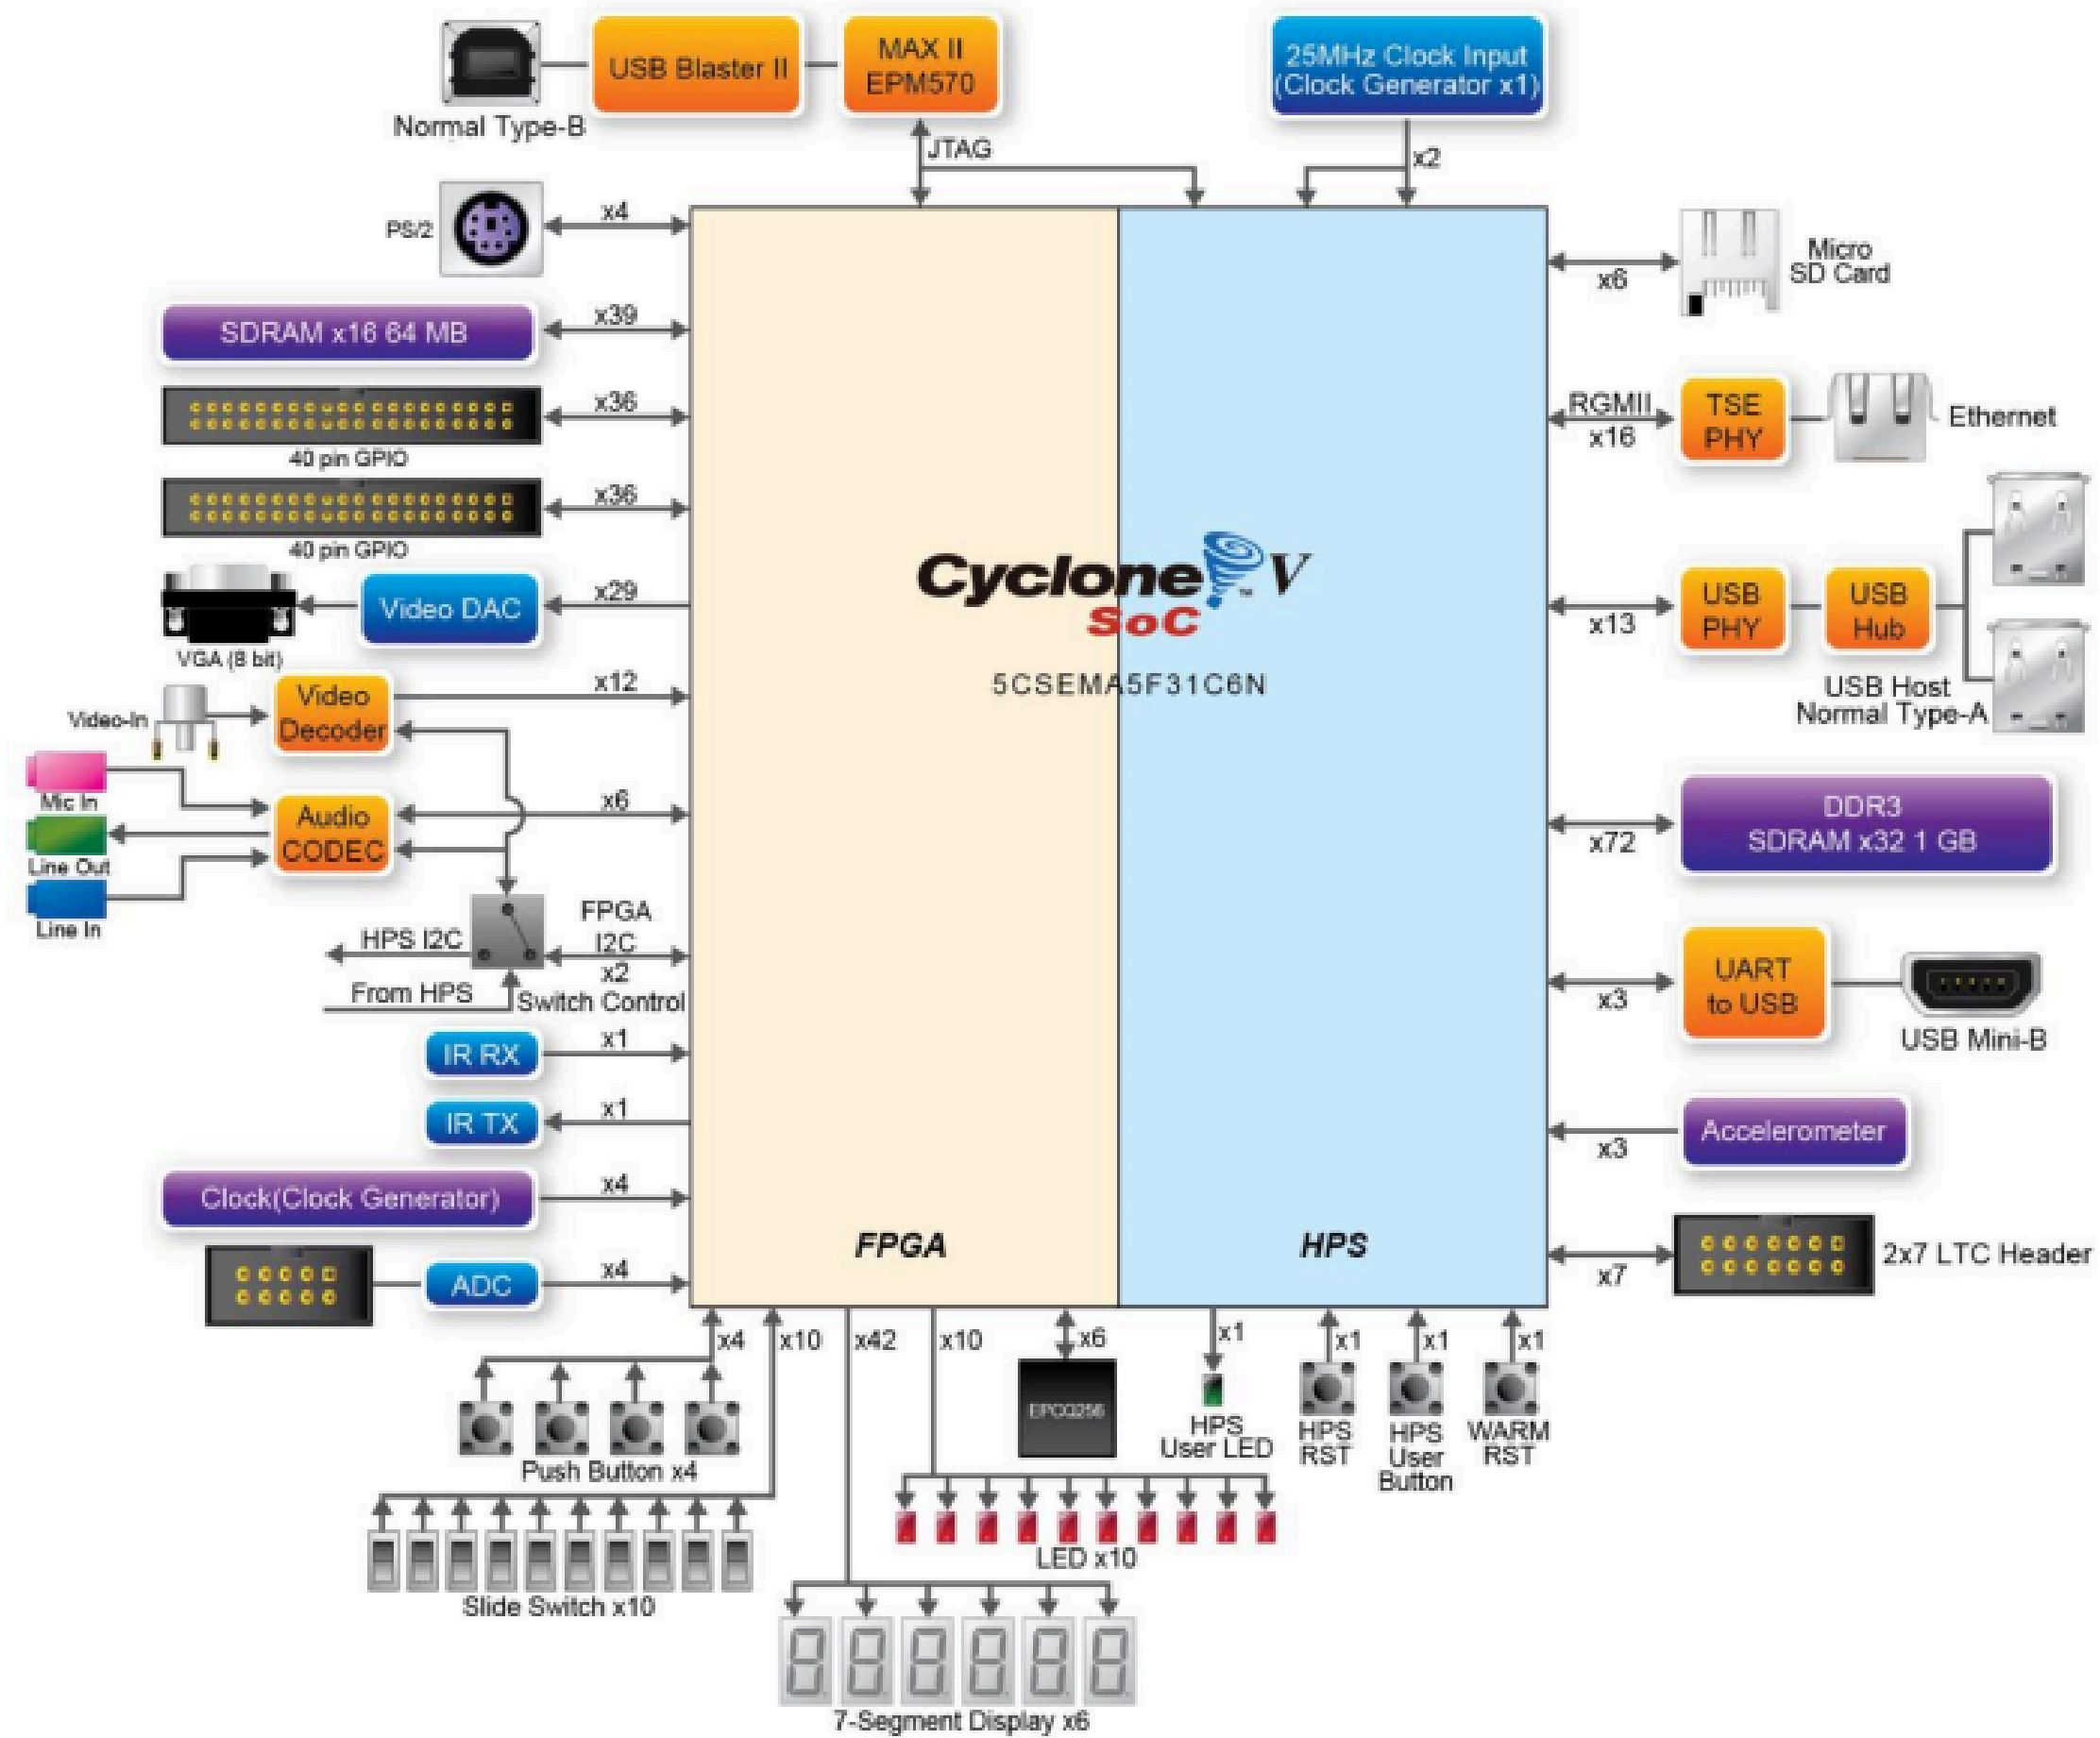 Normal Type-B
USB Blaster II
MAX II
EPM570
25MHz Clock Input
(Clock Generator x1)
JTAG
x2
PS/2
x4
SDRAM x16 64 MB
x39
x36
40 pin GPIO
x36
40 pin GPIO
VGA (8 bit)
Video DAC
x29
Video-In
Video
Decoder
x12
Mic In
Line Out
Line In
Audio
CODEC
x6
HPS I2C
FPGA
I2C
x2
From HPS
Switch Control
IR RX
x1
IR TX
x1
Clock(Clock Generator)
x4
ADC
x4
Cyclone™ V
SoC
5CSEMA5F31C6N
FPGA
HPS
x6
Micro
SD Card
RGMII
x16
TSE
PHY
Ethernet
x13
USB
PHY
USB
Hub
USB Host
Normal Type-A
x72
DDR3
SDRAM x32 1 GB
x3
UART
to USB
USB Mini-B
x3
Accelerometer
x7
2x7 LTC Header
x4
x10
x42
x10
x6
x1
x1
x1
x1
Push Button x4
Slide Switch x10
EPCQ256
HPS
User LED
HPS
RST
HPS
User
Button
WARM
RST
LED x10
7-Segment Display x6